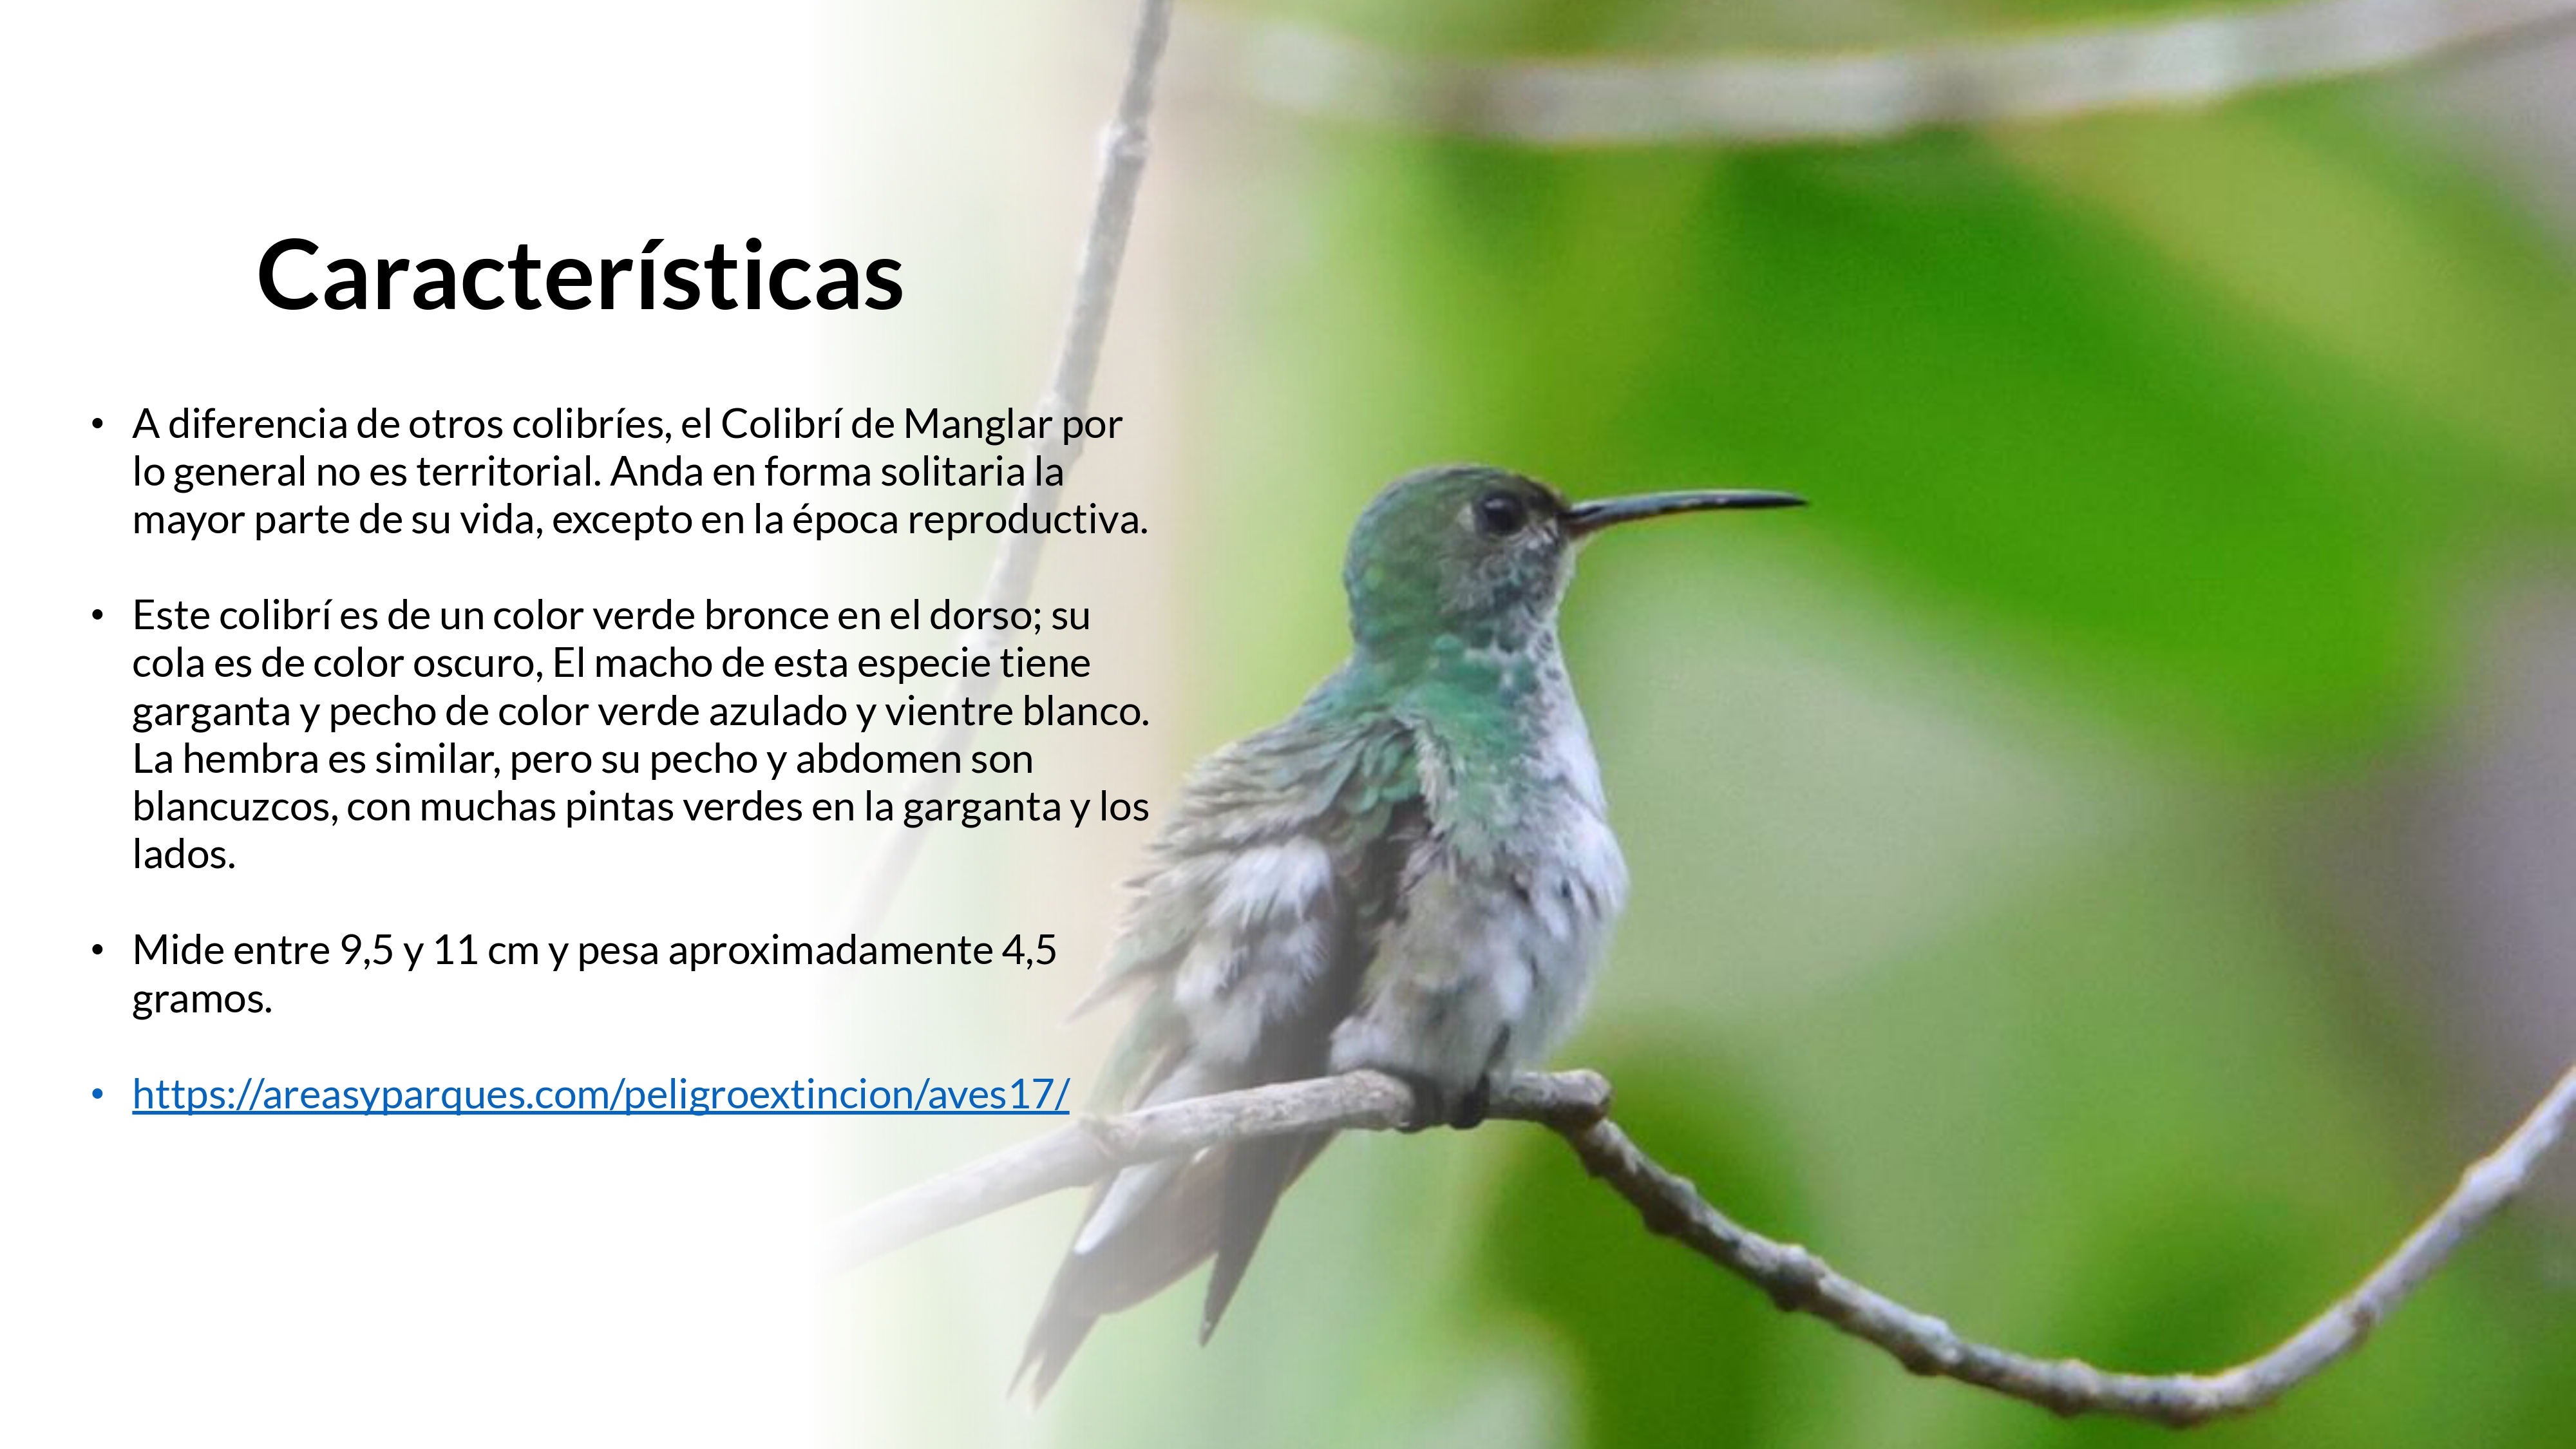 Características
• A diferencia de otros colibríes, el Colibrí de Manglar por
lo general no es territorial. Anda en forma solitaria la
mayor parte de su vida, excepto en la época reproductiva.
• Este colibrí es de un color verde bronce en el dorso; su
cola es de color oscuro, El macho de esta especie tiene
garganta y pecho de color verde azulado y vientre blanco.
La hembra es similar, pero su pecho y abdomen son
blancuzcos, con muchas pintas verdes en la garganta y los
lados.
• Mide entre 9,5 y 11 cm y pesa aproximadamente 4,5
gramos.
• https://areasyparques.com/peligroextincion/aves17/